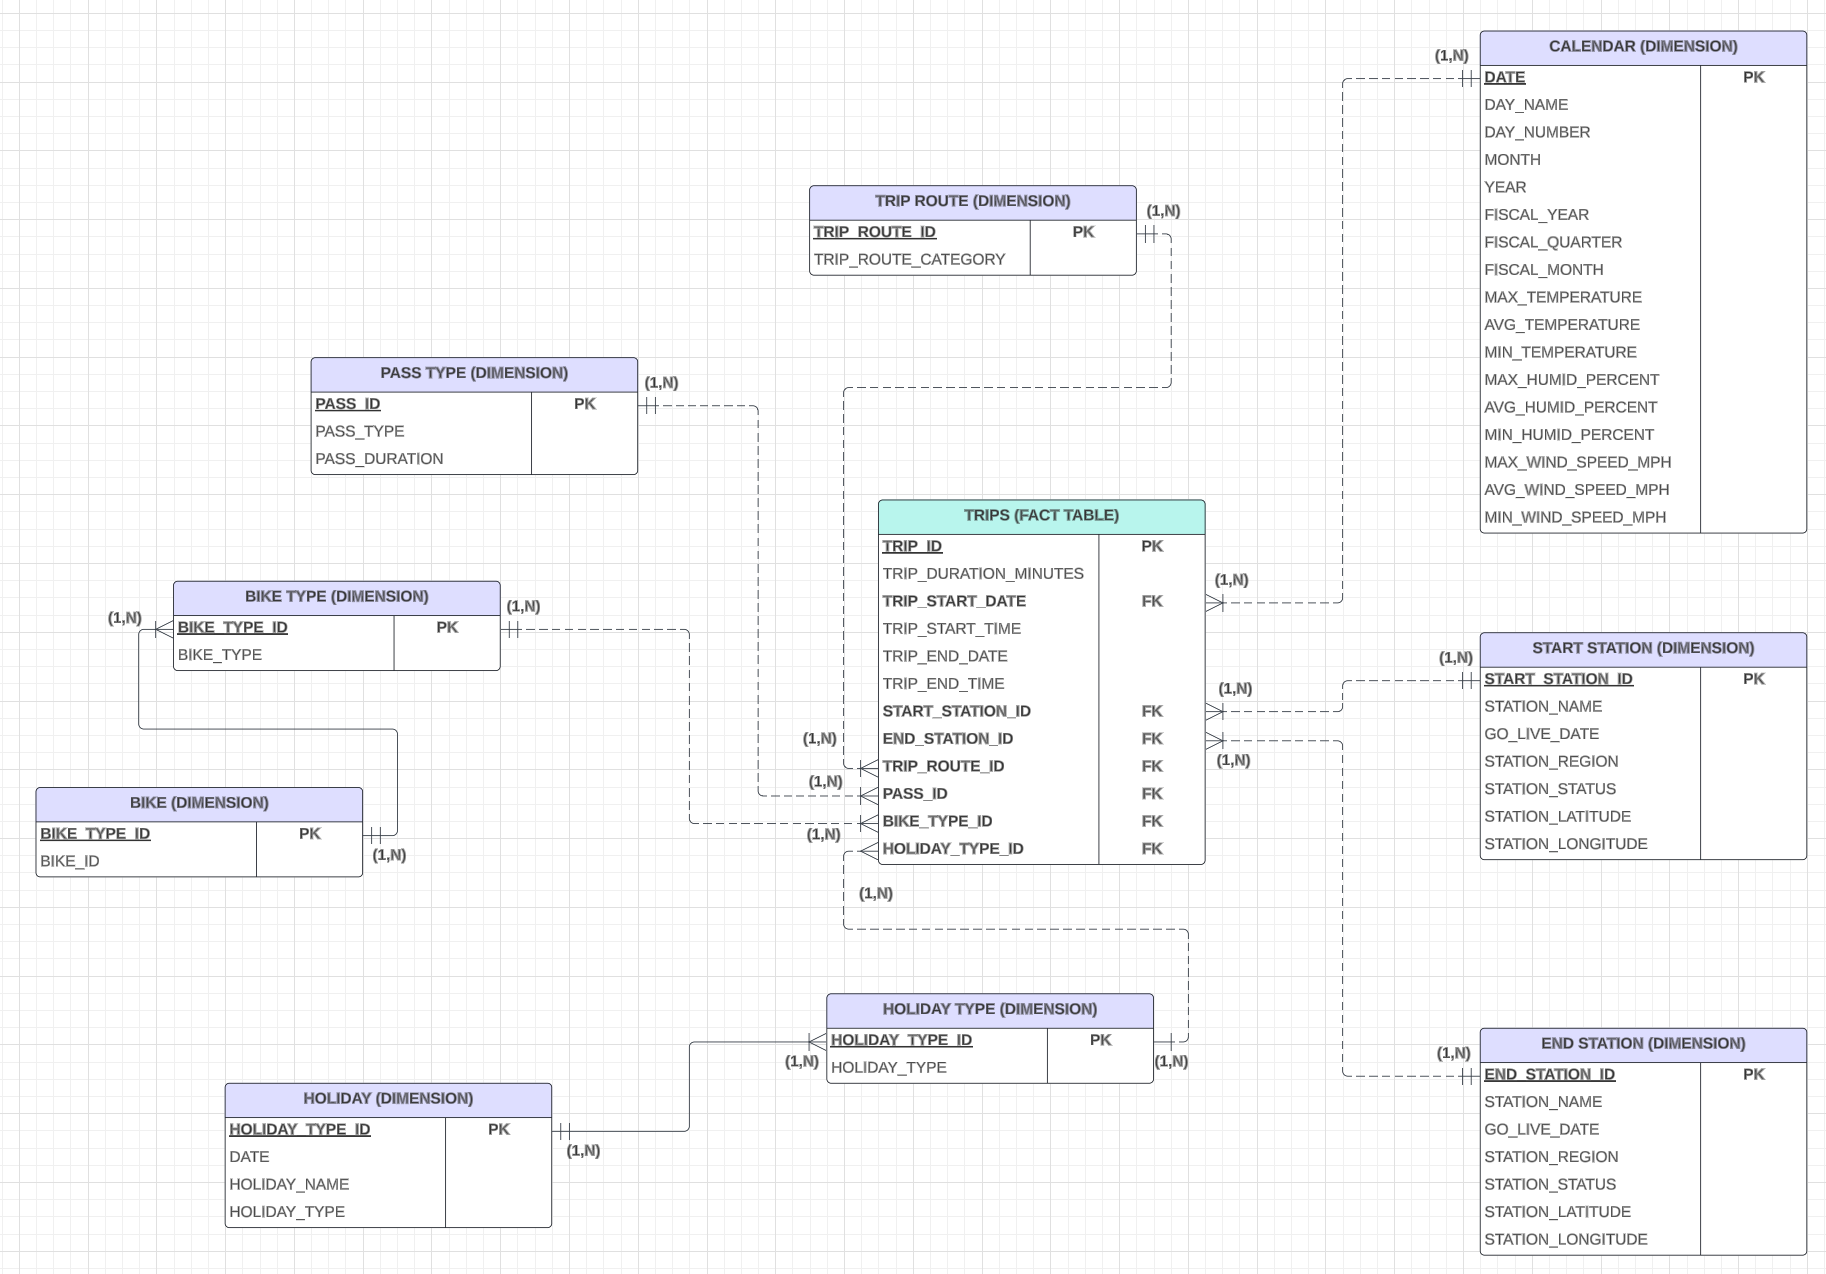 CALENDAR (DIMENSION)
(1,N)
DATE PK
DAY_NAME
DAY_NUMBER
MONTH
YEAR
FISCAL_YEAR
FISCAL_QUARTER
FISCAL_MONTH
MAX_TEMPERATURE
AVG_TEMPERATURE
MIN_TEMPERATURE
MAX_HUMID_PERCENT
AVG_HUMID_PERCENT
MIN_HUMID_PERCENT
MAX_WIND_SPEED_MPH
AVG_WIND_SPEED_MPH
MIN_WIND_SPEED_MPH
TRIP ROUTE (DIMENSION)
(1,N)
TRIP_ROUTE_ID PK
TRIP_ROUTE_CATEGORY
PASS TYPE (DIMENSION)
(1,N)
PASS_ID PK
PASS_TYPE
PASS_DURATION
TRIPS (FACT TABLE)
TRIP_ID PK
TRIP_DURATION_MINUTES
(1,N)
TRIP_START_DATE FK
TRIP_START_TIME
TRIP_END_DATE
TRIP_END_TIME
(1,N)
START_STATION_ID FK
END_STATION_ID FK
(1,N)
(1,N)
TRIP_ROUTE_ID FK
(1,N)
PASS_ID FK
BIKE_TYPE_ID FK
(1,N)
HOLIDAY_TYPE_ID FK
(1,N)
BIKE TYPE (DIMENSION)
(1,N)
(1,N)
BIKE_TYPE_ID PK
BIKE_TYPE
START STATION (DIMENSION)
(1,N)
START_STATION_ID PK
STATION_NAME
GO_LIVE_DATE
STATION_REGION
STATION_STATUS
STATION_LATITUDE
STATION_LONGITUDE
BIKE (DIMENSION)
BIKE_TYPE_ID PK
(1,N)
BIKE_ID
HOLIDAY TYPE (DIMENSION)
HOLIDAY_TYPE_ID PK
(1,N)
(1,N)
HOLIDAY_TYPE
END STATION (DIMENSION)
(1,N)
END_STATION_ID PK
STATION_NAME
GO_LIVE_DATE
STATION_REGION
STATION_STATUS
STATION_LATITUDE
STATION_LONGITUDE
HOLIDAY (DIMENSION)
HOLIDAY_TYPE_ID PK
(1,N)
DATE
HOLIDAY_NAME
HOLIDAY_TYPE